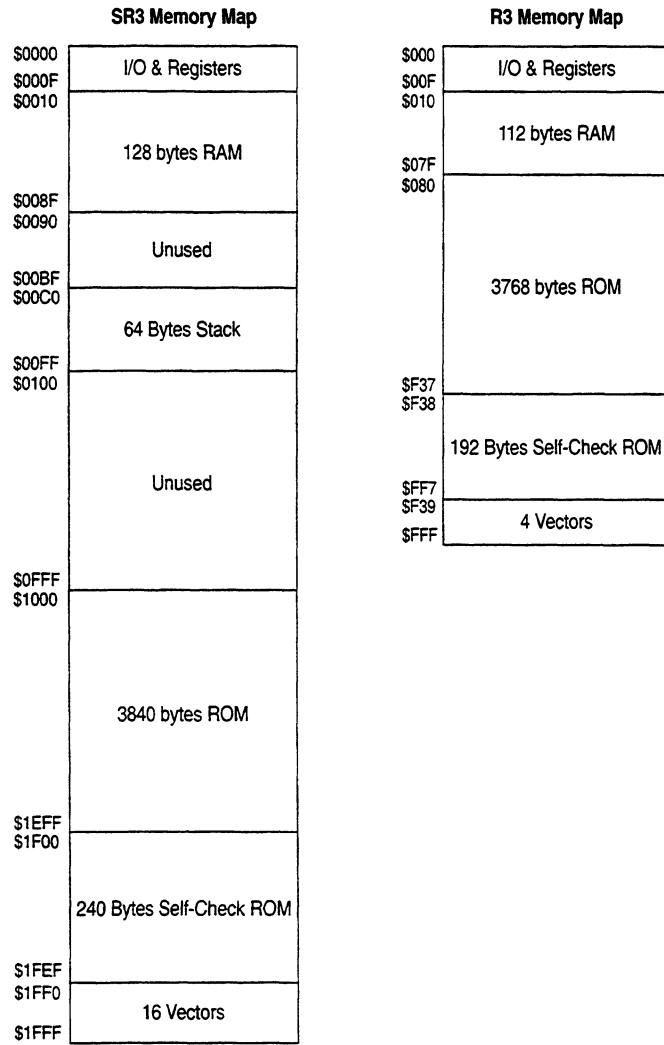 SR3 Memory Map
$0000
I/O & Registers
$000F
$0010
128 bytes RAM
$008F
$0090
Unused
$00BF
$00C0
64 Bytes Stack
$00FF
$0100
Unused
$0FFF
$1000
3840 bytes ROM
$1EFF
$1F00
240 Bytes Self-Check ROM
$1FEF
$1FF0
16 Vectors
$1FFF
R3 Memory Map
$000
I/O & Registers
$00F
$010
112 bytes RAM
$07F
$080
3768 bytes ROM
$F37
$F38
192 Bytes Self-Check ROM
$FF7
$F39
4 Vectors
$FFF